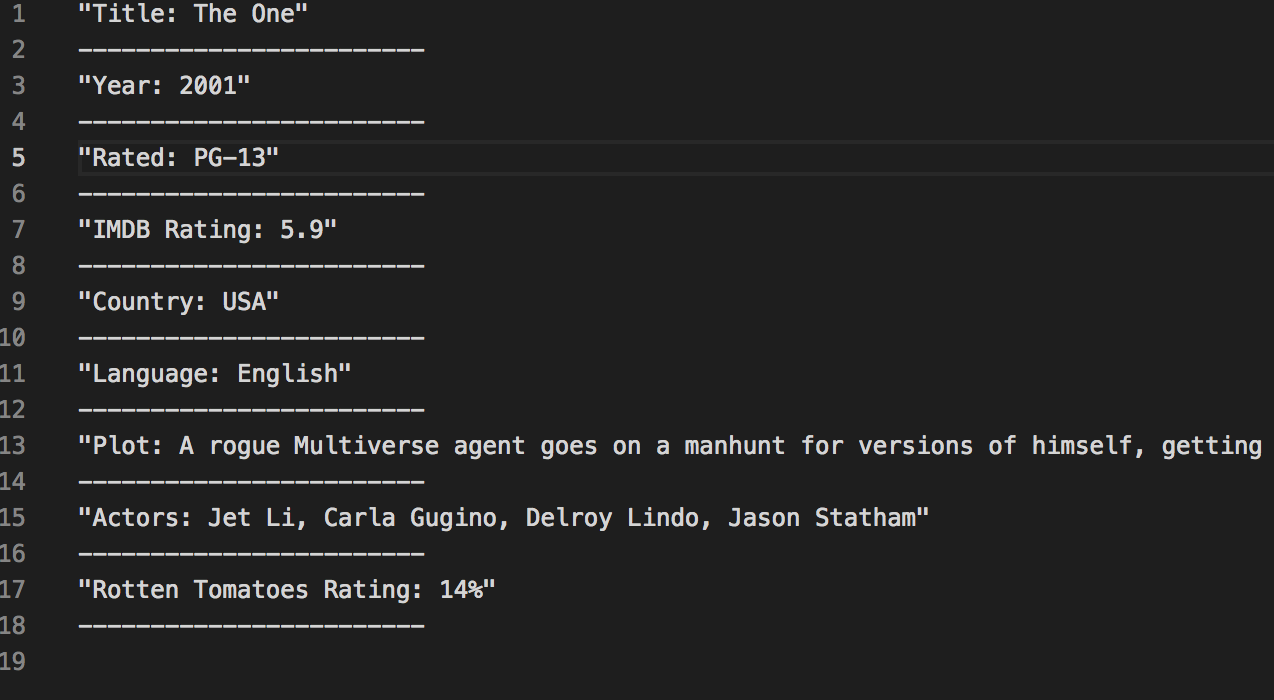 1 "Title: The One"
2 ------------------------
3 "Year: 2001"
4 ------------------------
5 "Rated: PG-13"
6 ------------------------
7 "IMDB Rating: 5.9"
8 ------------------------
9 "Country: USA"
10 ------------------------
11 "Language: English"
12 ------------------------
13 "Plot: A rogue Multiverse agent goes on a manhunt for versions of himself, getting
14 ------------------------
15 "Actors: Jet Li, Carla Gugino, Delroy Lindo, Jason Statham"
16 ------------------------
17 "Rotten Tomatoes Rating: 14%"
18 ------------------------
19